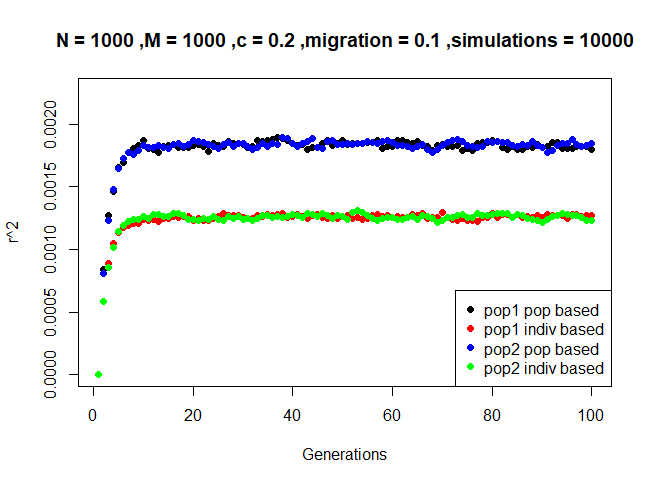 N = 1000 ,M = 1000 ,c = 0.2 ,migration = 0.1 ,simulations = 10000
r^2
0.0020
0.0015
0.0010
0.0005
0.0000
pop1 pop based
pop1 indiv based
pop2 pop based
pop2 indiv based
0 20 40 60 80 100
Generations